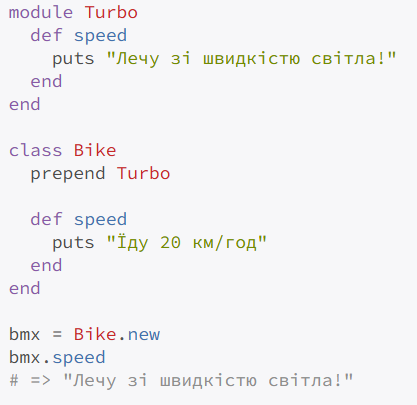 module Turbo
  def speed
    puts "Лечу зі швидкістю світла!"
  end
end

class Bike
  prepend Turbo

  def speed
    puts "Їду 20 км/год"
  end
end

bmx = Bike.new
bmx.speed
# => "Лечу зі швидкістю світла!"